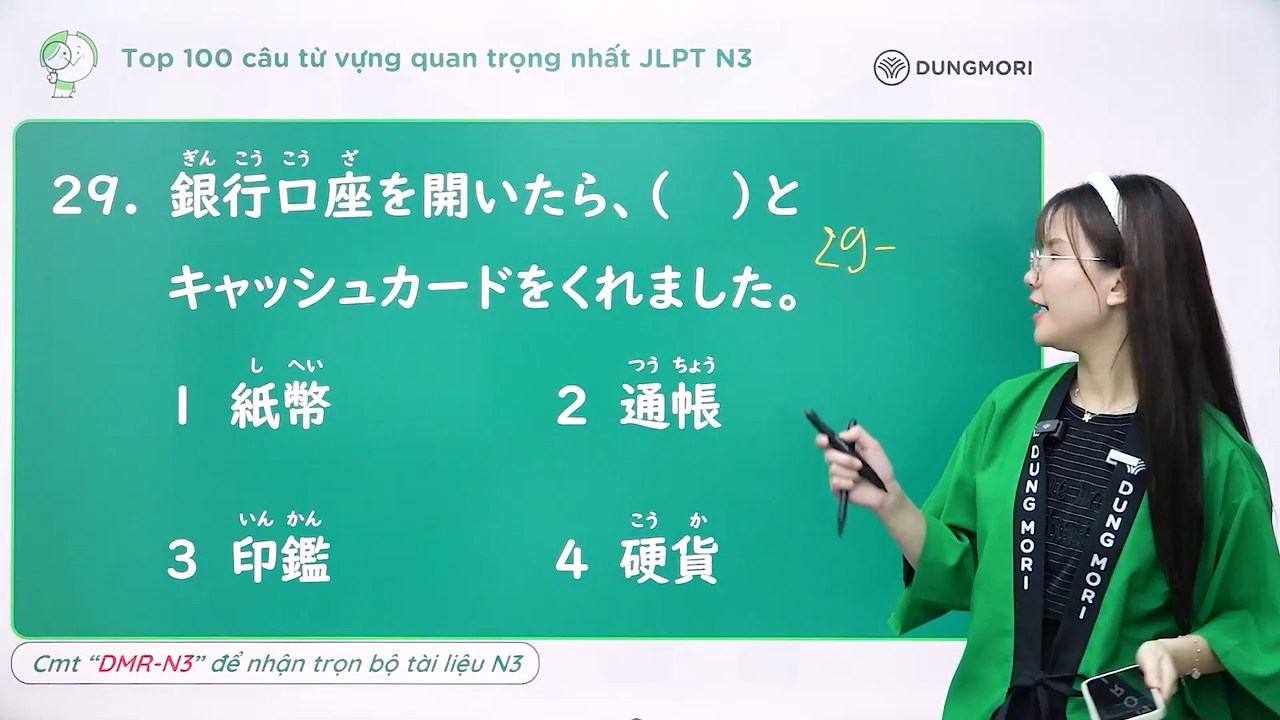 Top 100 câu từ vựng quan trọng nhất JLPT N3
DUNGMORI
ぎん こう こう ざ
29. 銀行口座を開いたら、( )と
29-
キャッシュカードをくれました。
し へい
1 紙幣
つう ちょう
2 通帳
いん かん
3 印鑑
こう か
4 硬貨
DUNG MORI
DUNG MORI
Cmt “DMR-N3” để nhận trọn bộ tài liệu N3